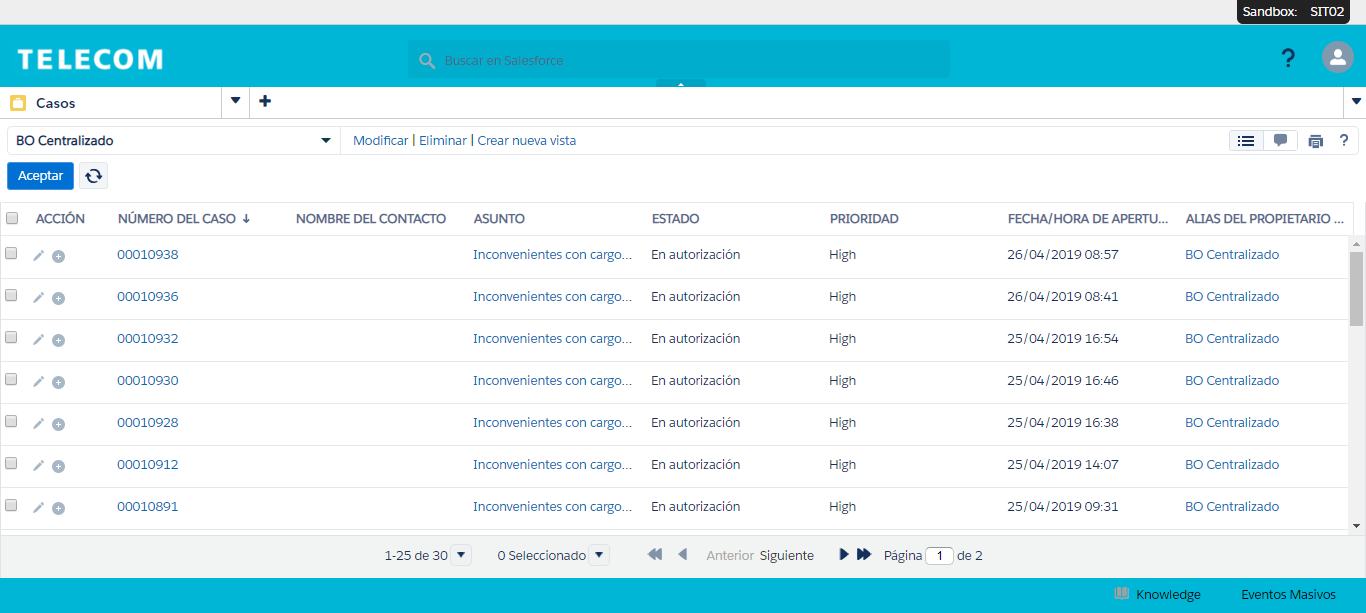 Sandbox: SIT02
TELECOM
Buscar en Salesforce
?
Casos
BO Centralizado
Modificar | Eliminar | Crear nueva vista
?
Aceptar
ACCIÓN NÚMERO DEL CASO ↓ NOMBRE DEL CONTACTO ASUNTO ESTADO PRIORIDAD FECHA/HORA DE APERTU... ALIAS DEL PROPIETARIO ...
00010938 Inconvenientes con cargo... En autorización High 26/04/2019 08:57 BO Centralizado
00010936 Inconvenientes con cargo... En autorización High 26/04/2019 08:41 BO Centralizado
00010932 Inconvenientes con cargo... En autorización High 25/04/2019 16:54 BO Centralizado
00010930 Inconvenientes con cargo... En autorización High 25/04/2019 16:46 BO Centralizado
00010928 Inconvenientes con cargo... En autorización High 25/04/2019 16:38 BO Centralizado
00010912 Inconvenientes con cargo... En autorización High 25/04/2019 14:07 BO Centralizado
00010891 Inconvenientes con cargo... En autorización High 25/04/2019 09:31 BO Centralizado
1-25 de 30 0 Seleccionado Anterior Siguiente Página 1 de 2
Knowledge Eventos Masivos